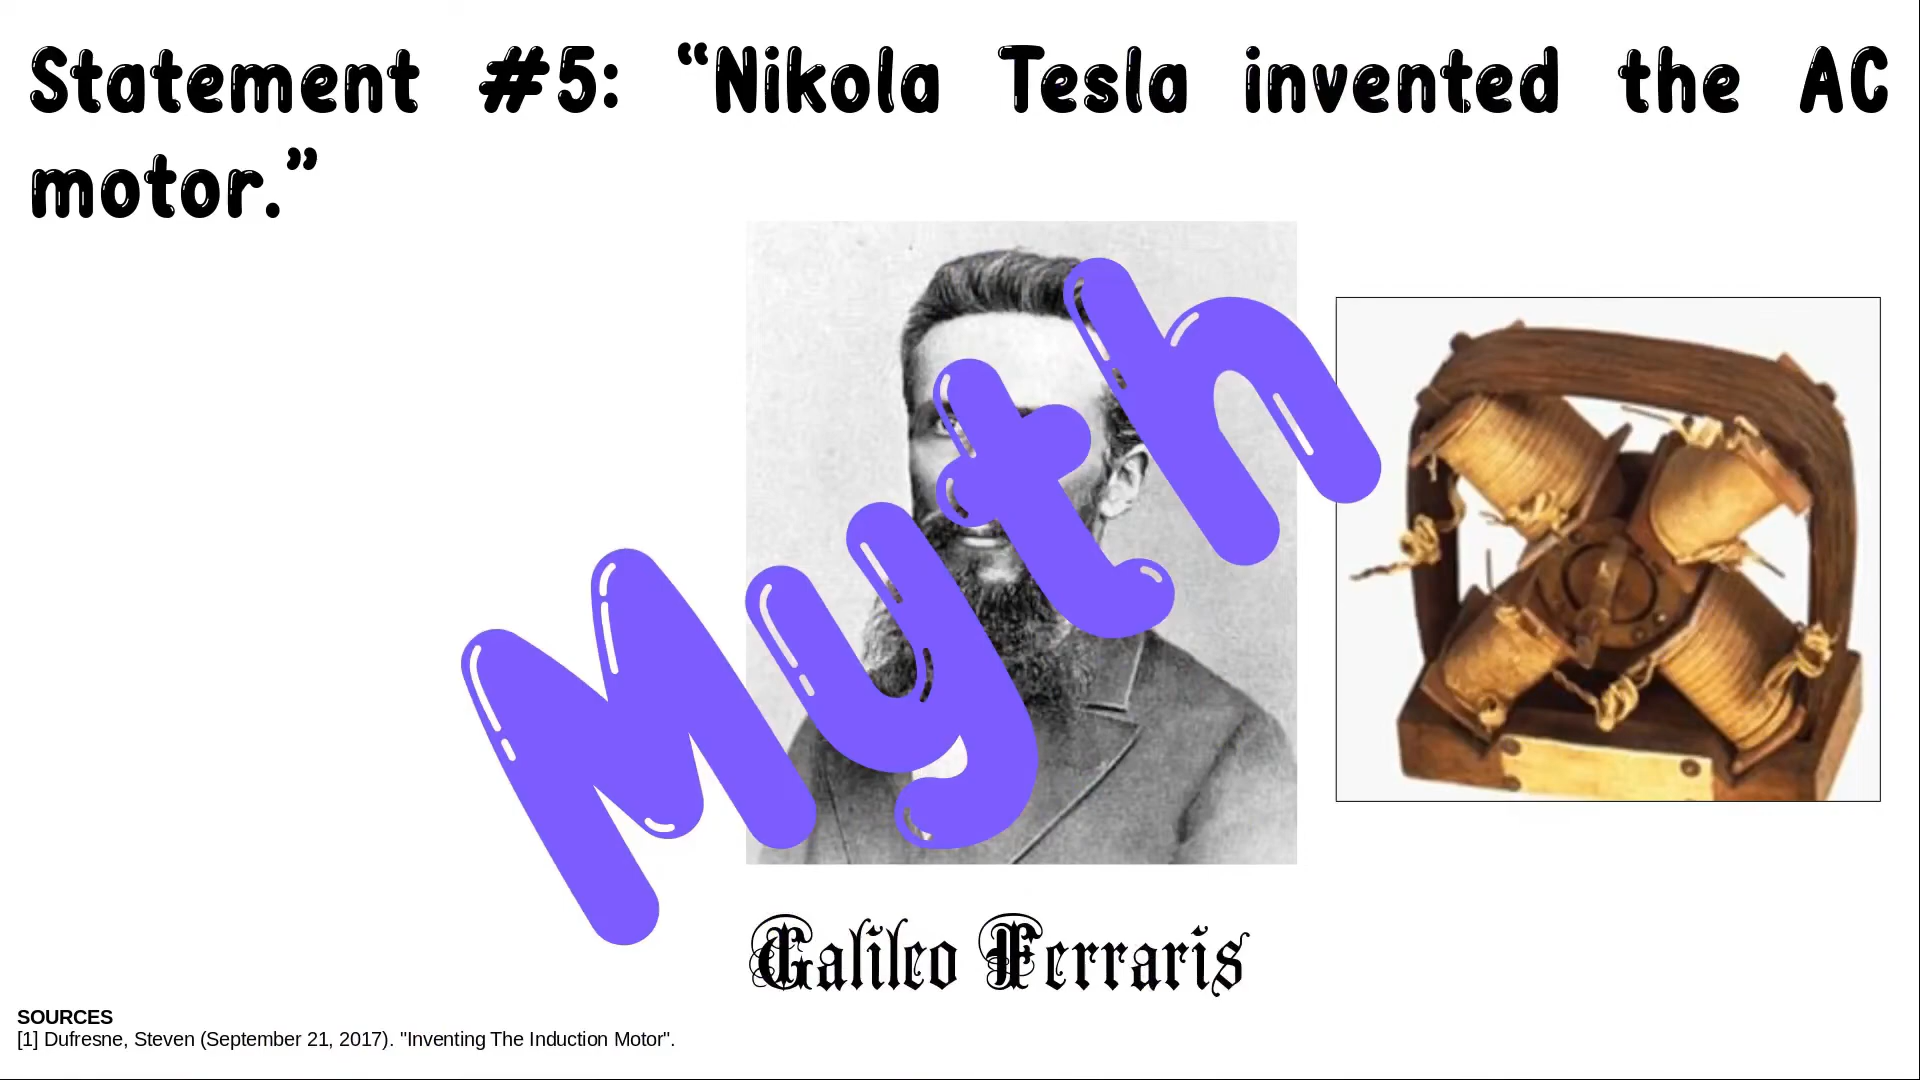 Statement #5: “Nikola Tesla invented the AC
motor.”
Myth
Galileo Ferraris
SOURCES
[1] Dufresne, Steven (September 21, 2017). "Inventing The Induction Motor".